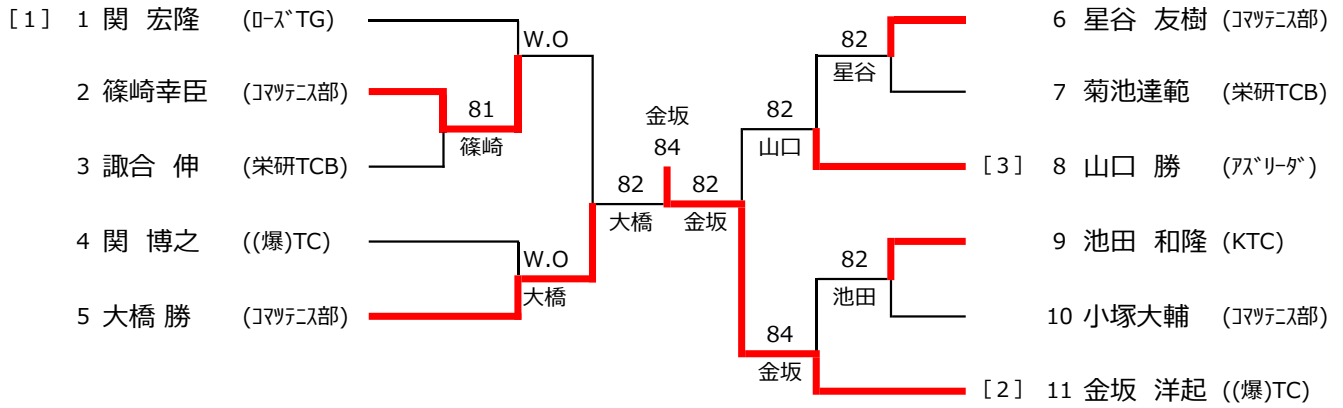 [1] 1 関 宏隆 (ﾛｰｽﾞTG)
W.O
2 篠崎幸臣 (ｺﾏﾂﾃﾆｽ部)
81
篠崎
3 諏合 伸 (栄研TCB)
82
大橋
4 関 博之 ((爆)TC)
W.O
大橋
5 大橋 勝 (ｺﾏﾂﾃﾆｽ部)
金坂
84
6 星谷 友樹 (ｺﾏﾂﾃﾆｽ部)
82
星谷
7 菊池達範 (栄研TCB)
82
山口
[3] 8 山口 勝 (ｱｽﾞﾘｰﾀﾞ)
82
金坂
9 池田 和隆 (KTC)
82
池田
10 小塚大輔 (ｺﾏﾂﾃﾆｽ部)
84
金坂
[2] 11 金坂 洋起 ((爆)TC)